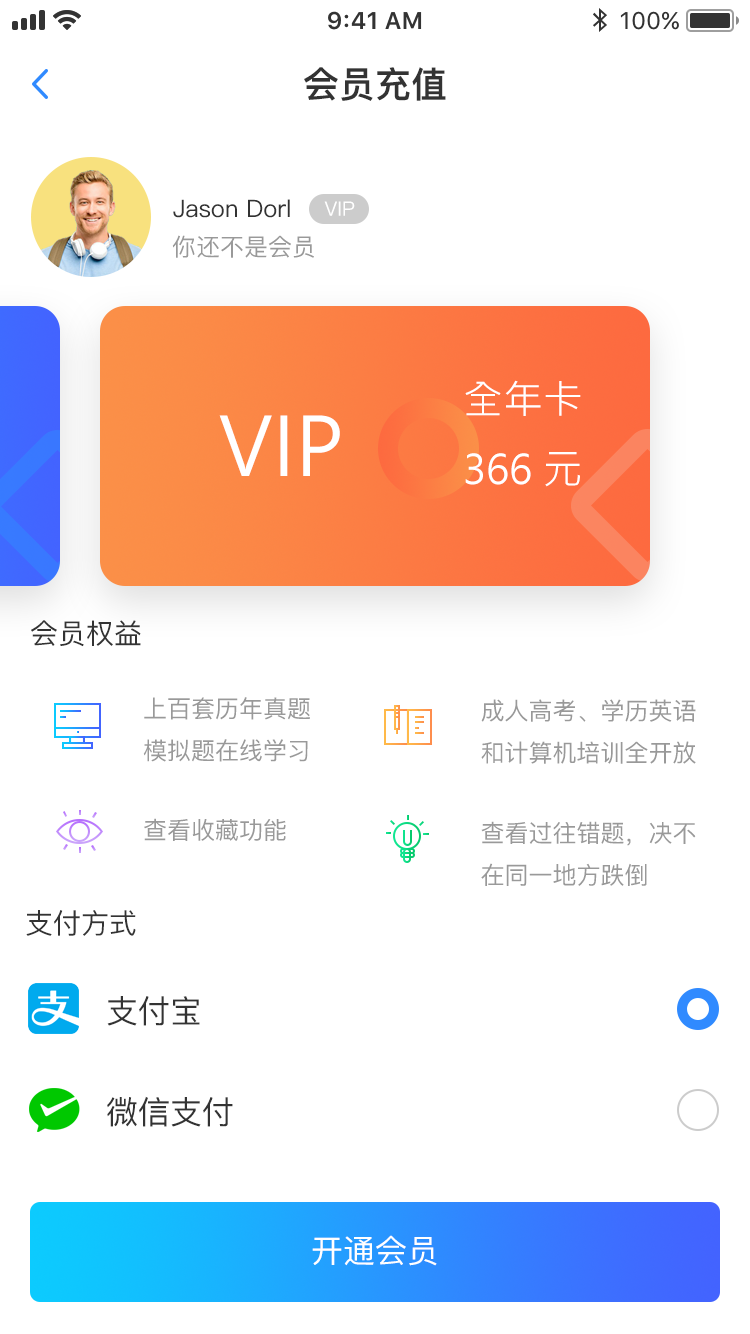 9:41 AM
100%
会员充值
Jason Dorl
VIP
你还不是会员
VIP
全年卡
366 元
会员权益
上百套历年真题
模拟题在线学习
成人高考、学历英语
和计算机培训全开放
查看收藏功能
查看过往错题，决不
在同一地方跌倒
支付方式
支
支付宝
微信支付
开通会员